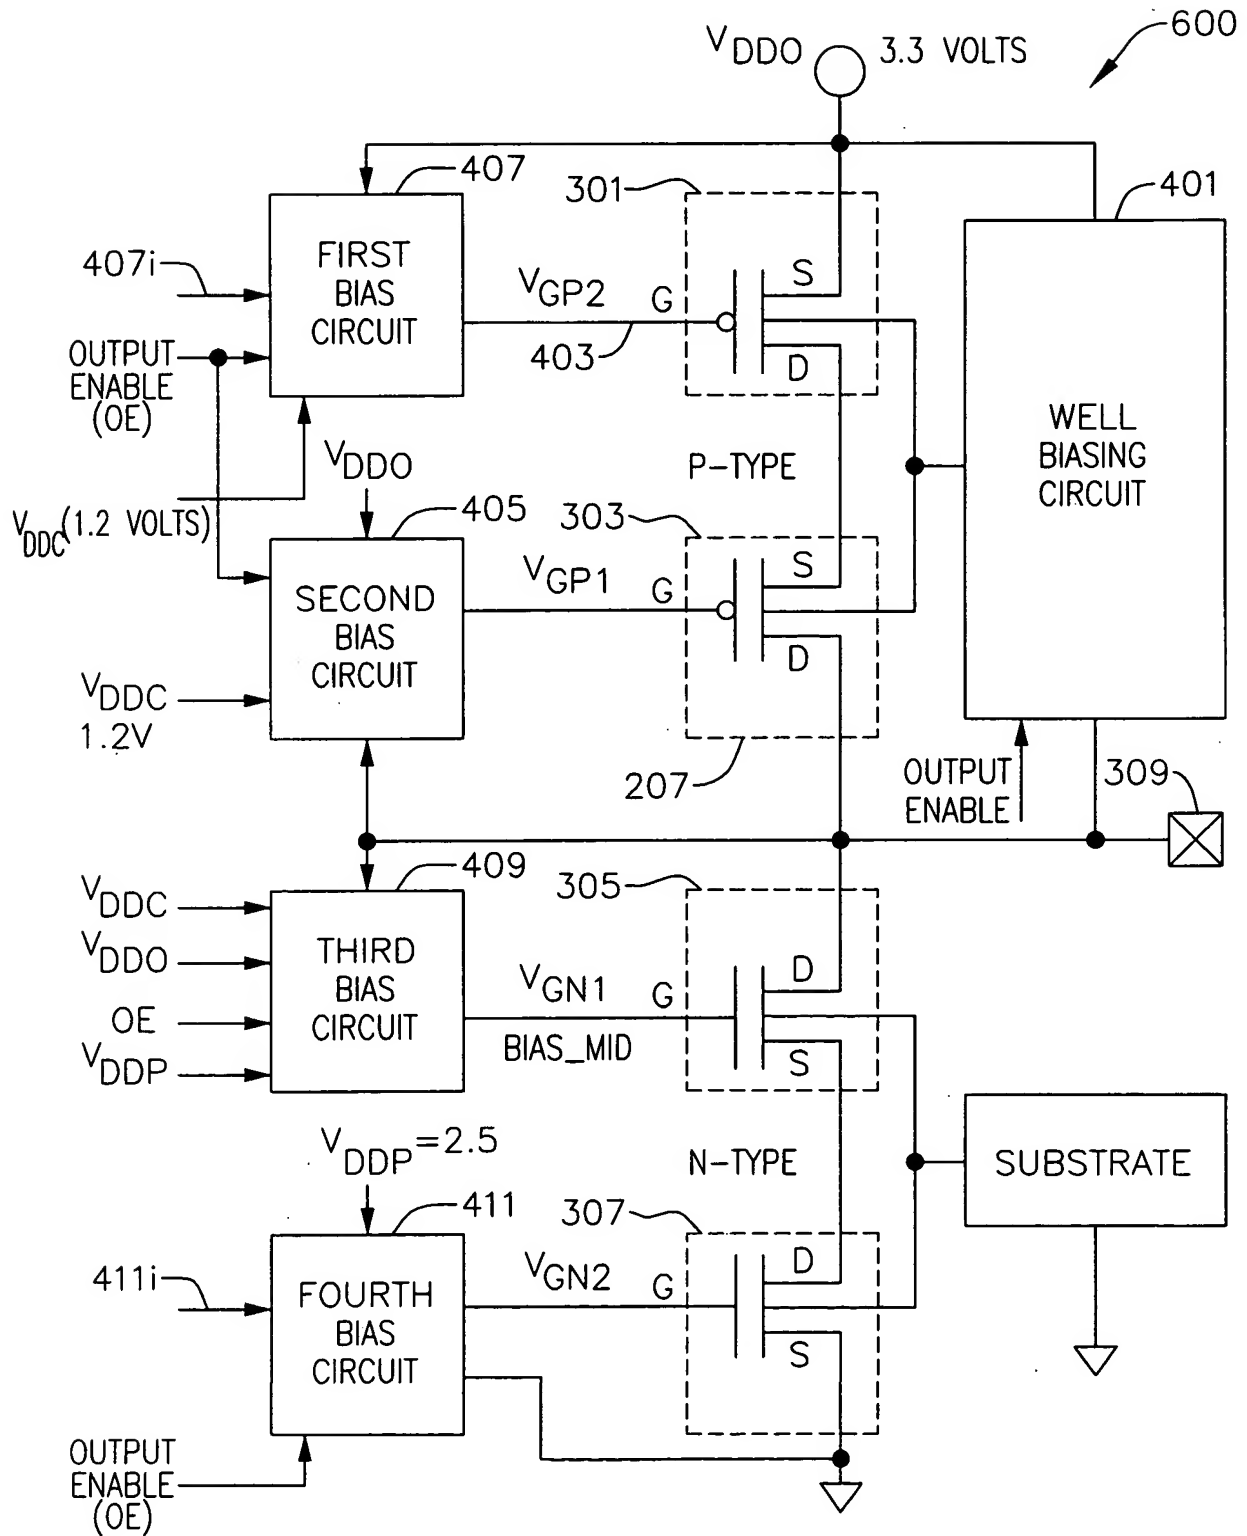 600
VDDO 3.3 VOLTS
407
301
401
FIRST
BIAS
CIRCUIT
407i
VGP2
G
S
D
403
OUTPUT
ENABLE
(OE)
WELL
BIASING
CIRCUIT
VDDO
P-TYPE
VDDC(1.2 VOLTS)
405
303
SECOND
BIAS
CIRCUIT
VGP1
G
S
D
VDDC
1.2V
207
OUTPUT
ENABLE
309
409
305
VDDC
VDDO
OE
VDDP
THIRD
BIAS
CIRCUIT
VGN1
BIAS_MID
G
D
S
VDDP=2.5
N-TYPE
SUBSTRATE
411
307
411i
FOURTH
BIAS
CIRCUIT
VGN2
G
D
S
OUTPUT
ENABLE
(OE)